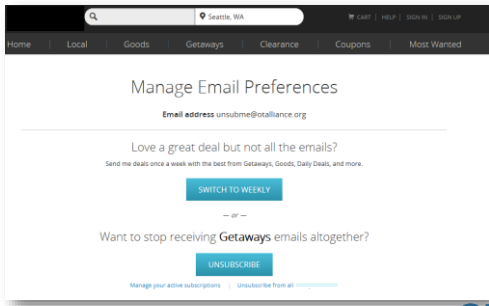 Seattle, WA
CART | HELP | SIGN IN | SIGN UP
Home | Local | Goods | Getaways | Clearance | Coupons | Most Wanted
Manage Email Preferences
Email address unsubme@otalliance.org
Love a great deal but not all the emails?
Send me deals once a week with the best from Getaways, Goods, Daily Deals, and more.
SWITCH TO WEEKLY
— or —
Want to stop receiving Getaways emails altogether?
UNSUBSCRIBE
Manage your active subscriptions | Unsubscribe from all